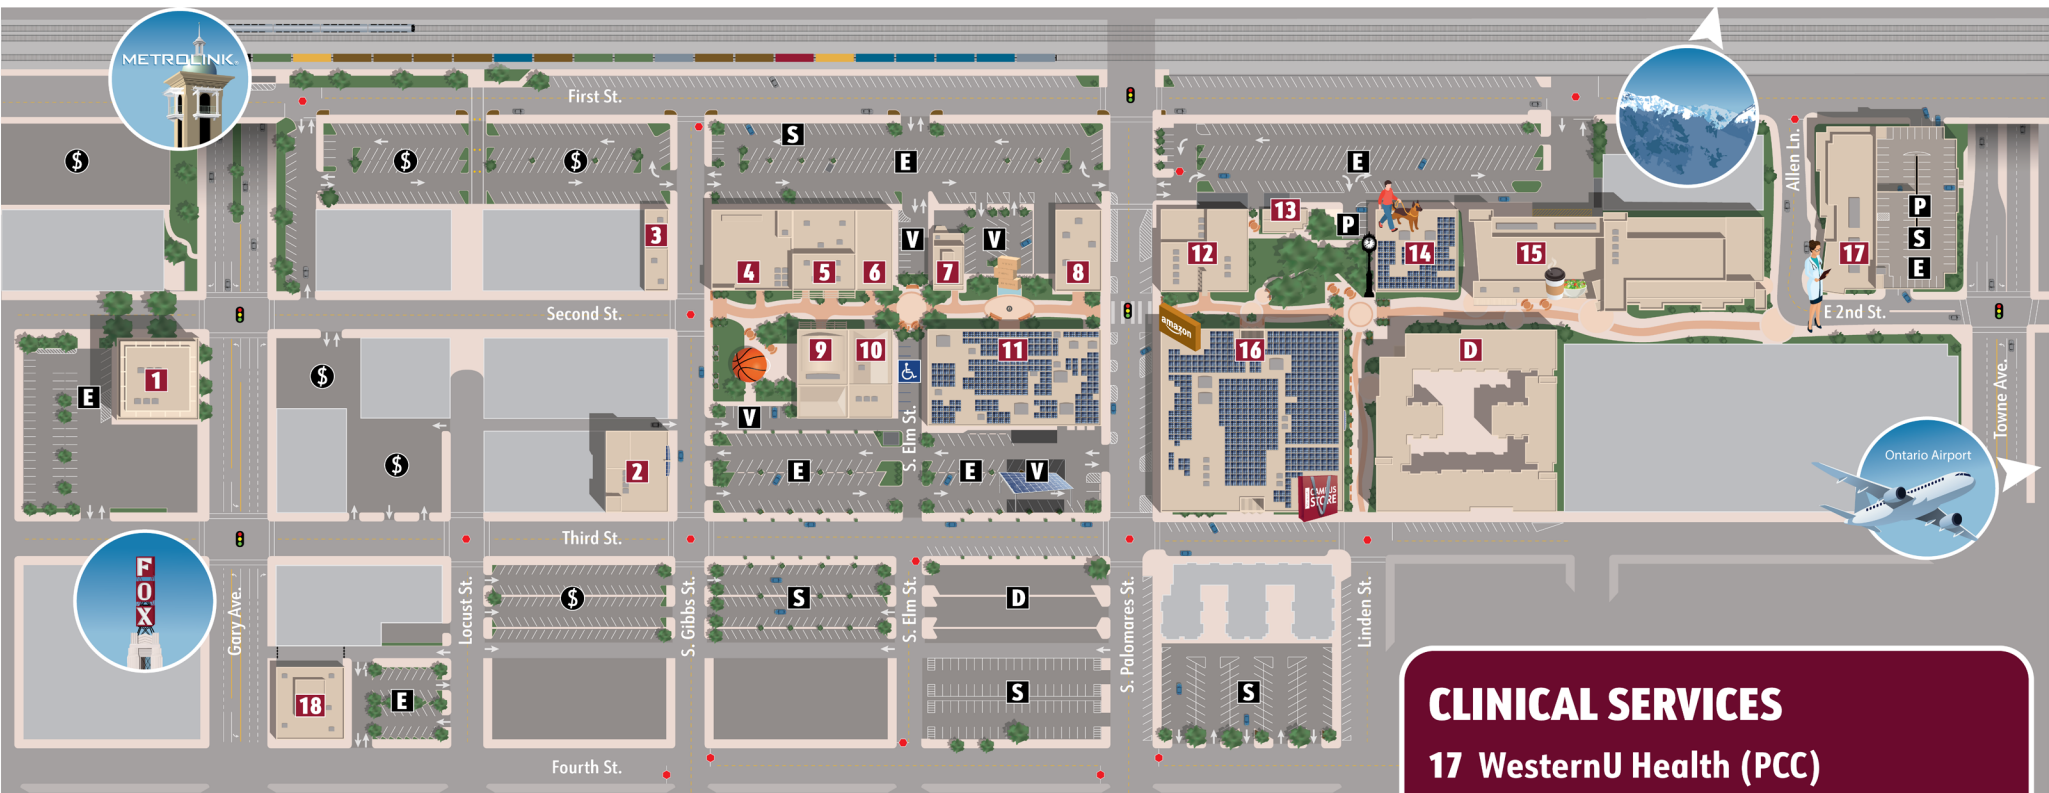 METROLINK
First St.
$
$
$
S
E
E
Allen Ln.
P
S
E
3
4
5
6
V
7
V
8
12
13
P
14
15
17
Second St.
E 2nd St.
1
E
$
9
10
11
amazon
16
D
V
S. Elm St.
Towne Ave.
$
2
E
E
V
CAMPUS
STORE
Ontario Airport
Third St.
FOX
Gary Ave.
Locust St.
$
S. Gibbs St.
S
S. Elm St.
D
S. Palomares St.
Linden St.
18
E
S
S
Fourth St.
CLINICAL SERVICES
17 WesternU Health (PCC)